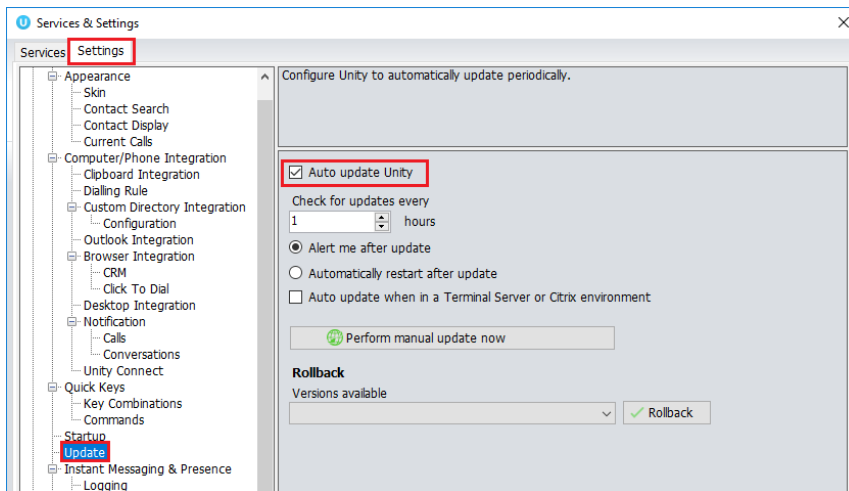 U Services & Settings
Services Settings
Appearance
Skin
Contact Search
Contact Display
Current Calls
Computer/Phone Integration
Clipboard Integration
Dialling Rule
Custom Directory Integration
Configuration
Outlook Integration
Browser Integration
CRM
Click To Dial
Desktop Integration
Notification
Calls
Conversations
Unity Connect
Quick Keys
Key Combinations
Commands
Startup
Update
Instant Messaging & Presence
Logging
Configure Unity to automatically update periodically.
Auto update Unity
Check for updates every
1 hours
Alert me after update
Automatically restart after update
Auto update when in a Terminal Server or Citrix environment
Perform manual update now
Rollback
Versions available
Rollback